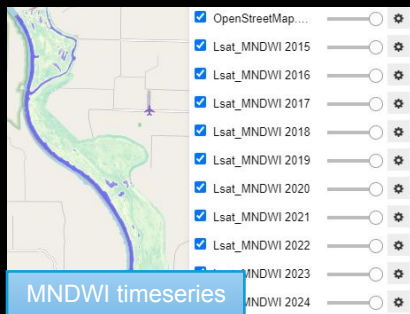 OpenStreetMap....
Lsat_MNDWI 2015
Lsat_MNDWI 2016
Lsat_MNDWI 2017
Lsat_MNDWI 2018
Lsat_MNDWI 2019
Lsat_MNDWI 2020
Lsat_MNDWI 2021
Lsat_MNDWI 2022
MNDWI 2023
MNDWI timeseries
MNDWI 2024